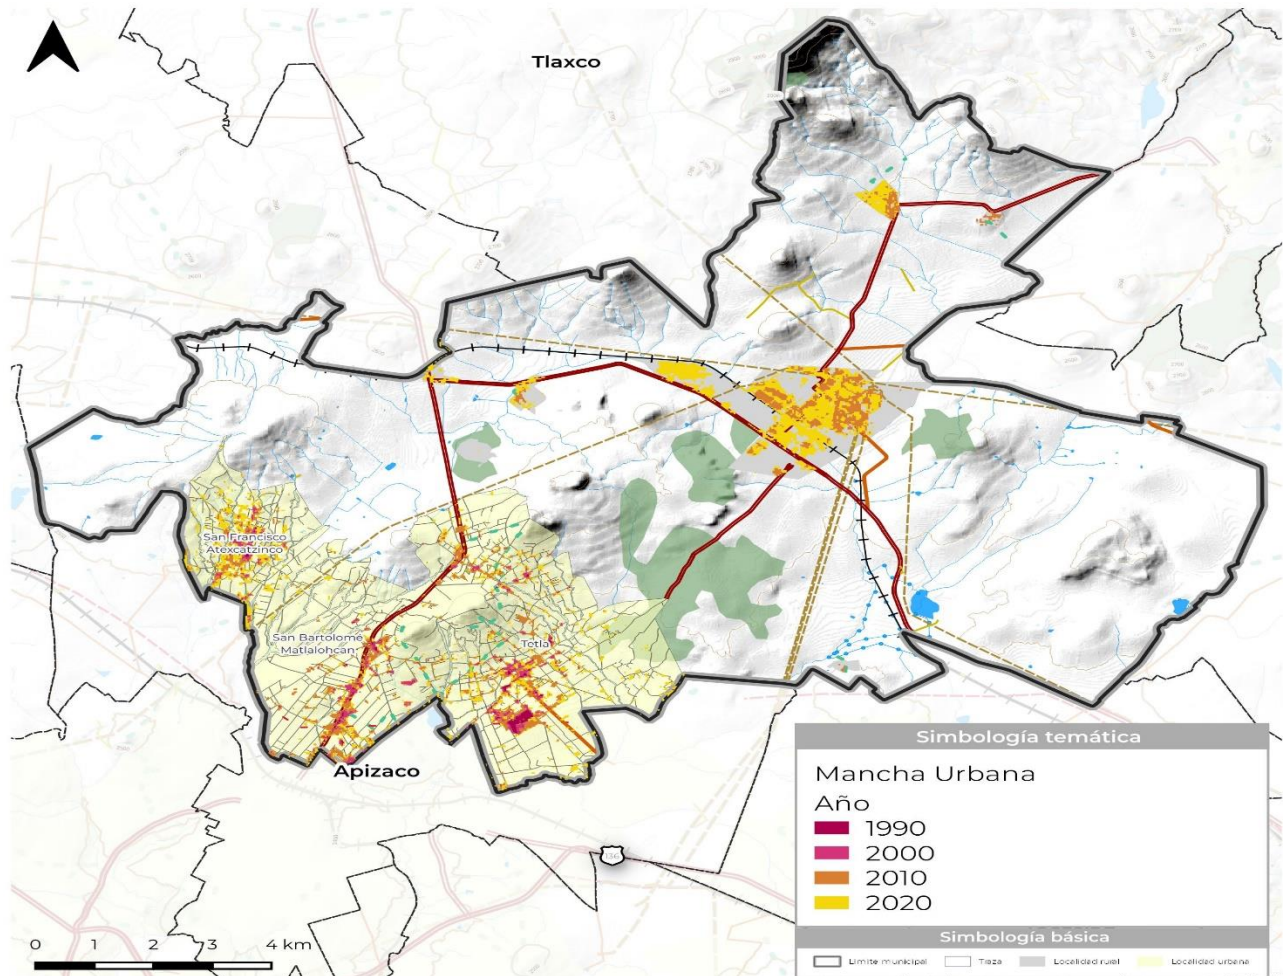 Tlaxco
San Francisco
Atexcatzinco
San Bartolomé
Matlalohcan
Tetla
Apizaco
136
0 1 2 3 4 km
Simbología temática
Mancha Urbana
Año
1990
2000
2010
2020
Simbología básica
Límite municipal Traza Localidad rural Localidad urbana